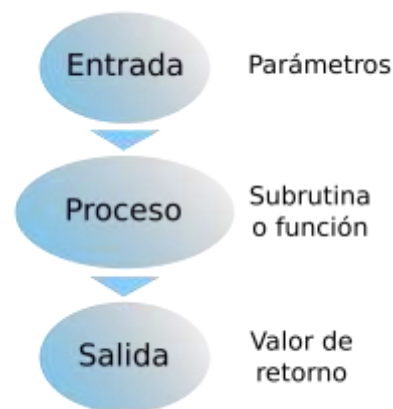 Entrada
Parámetros
Proceso
Subrutina
o función
Salida
Valor de
retorno